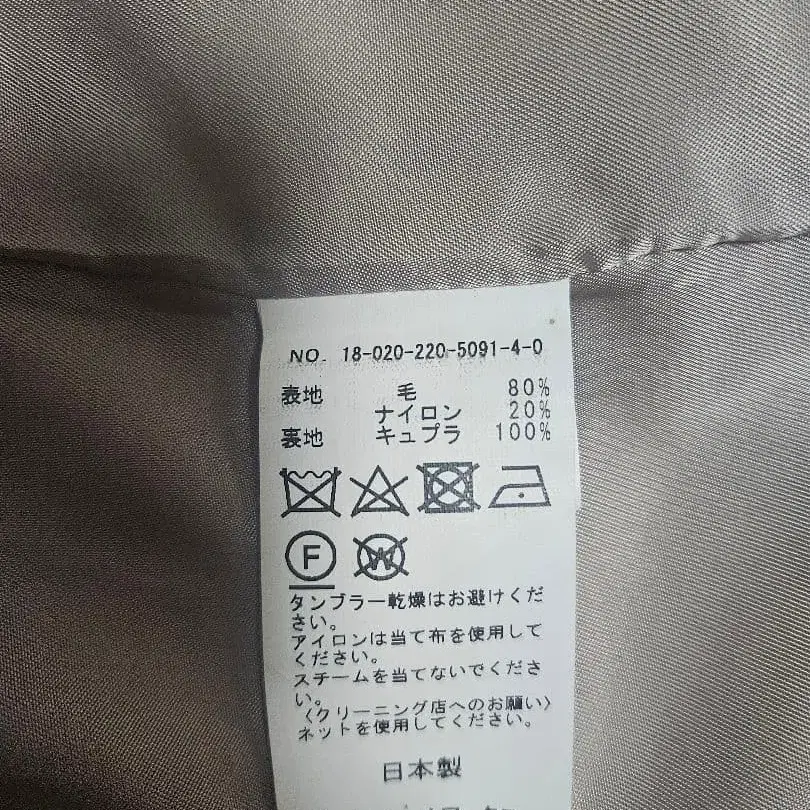 NO. 18-020-220-5091-4-0
表地 毛 80%
ナイロン 20%
裏地 キュプラ 100%
F W
タンブラー乾燥はお避けくだ
さい。
アイロンは当て布を使用して
ください。
スチームを当てないでくださ
い。
〈クリーニング店へのお願い〉
ネットを使用してください。
日本製